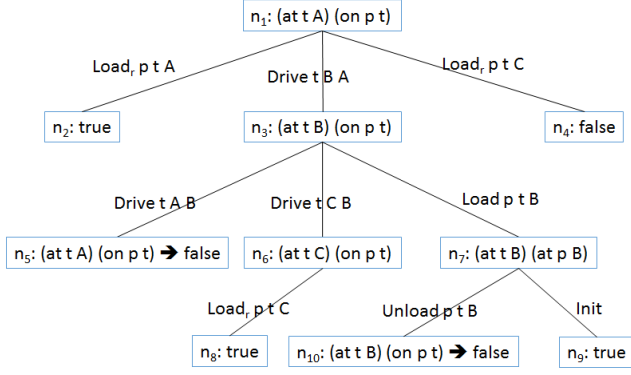 n₁: (at t A) (on p t)
Loadᵣ p t A
Drive t B A
Loadᵣ p t C
n₂: true
n₃: (at t B) (on p t)
n₄: false
Drive t A B
Drive t C B
Load p t B
n₅: (at t A) (on p t) ➔ false
n₆: (at t C) (on p t)
n₇: (at t B) (at p B)
Loadᵣ p t C
Unload p t B
Init
n₈: true
n₁₀: (at t B) (on p t) ➔ false
n₉: true